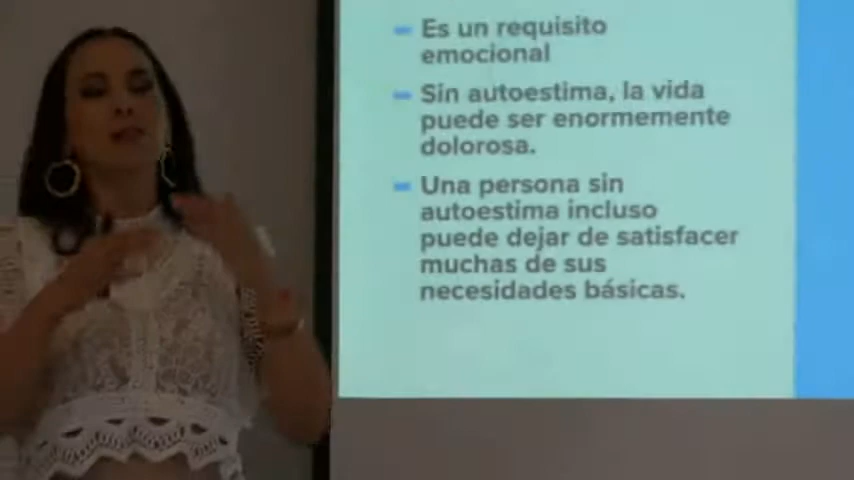 Es un requisito
emocional
Sin autoestima, la vida
puede ser enormemente
dolorosa.
Una persona sin
autoestima incluso
puede dejar de satisfacer
muchas de sus
necesidades básicas.